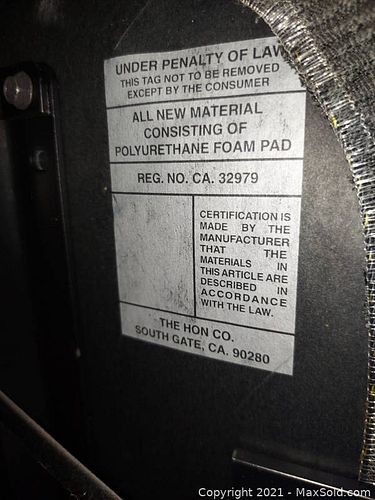 UNDER PENALTY OF LAW
THIS TAG NOT TO BE REMOVED
EXCEPT BY THE CONSUMER
ALL NEW MATERIAL
CONSISTING OF
POLYURETHANE FOAM PAD
REG. NO. CA. 32979
CERTIFICATION IS
MADE BY THE
MANUFACTURER
THAT THE
MATERIALS IN
THIS ARTICLE ARE
DESCRIBED IN
ACCORDANCE
WITH THE LAW.
THE HON CO.
SOUTH GATE, CA. 90280
Copyright 2021 - MaxSold.com